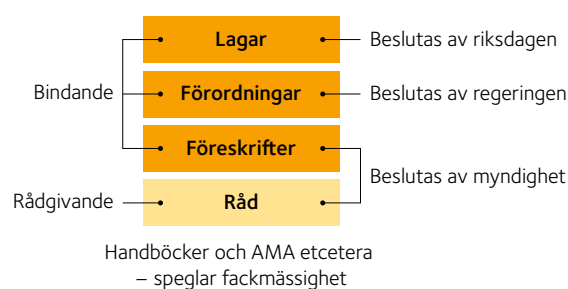 Lagar
Beslutas av riksdagen
Bindande
Förordningar
Beslutas av regeringen
Föreskrifter
Beslutas av myndighet
Rådgivande
Råd
Handböcker och AMA etcetera
– speglar fackmässighet